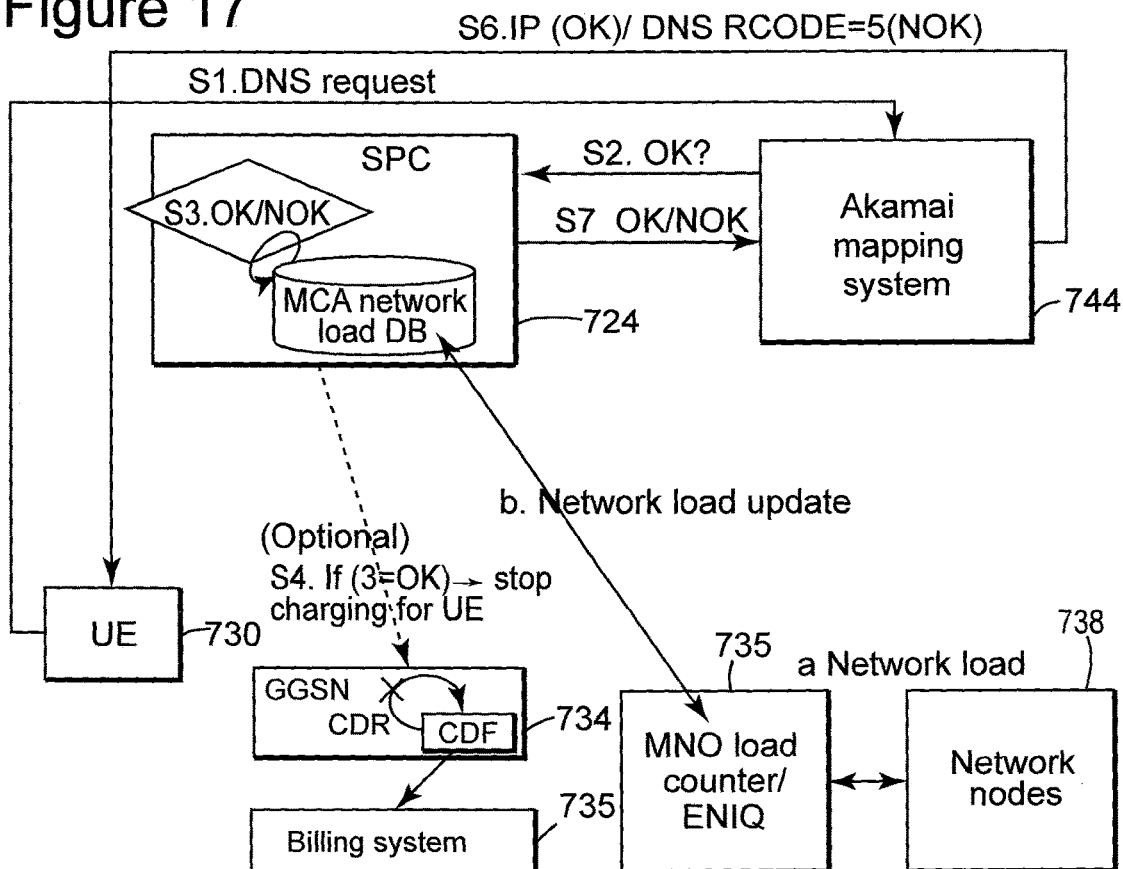 Figure 17
S6.IP (OK)/ DNS RCODE=5(NOK)
S1.DNS request
SPC
S2. OK?
S3.OK/NOK
S7 OK/NOK
Akamai
mapping
system
MCA network
load DB
724
744
b. Network load update
(Optional)
S4. If (3=OK)→ stop
charging for UE
UE
730
735
738
a Network load
GGSN
CDR
CDF
734
MNO load
counter/
ENIQ
Network
nodes
735
Billing system